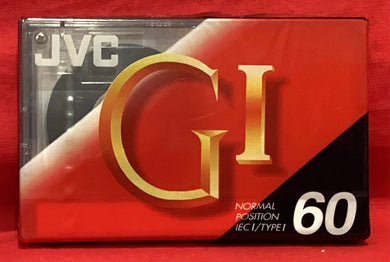 JVC
GI
NORMAL
POSITION
IEC I/TYPE I
60